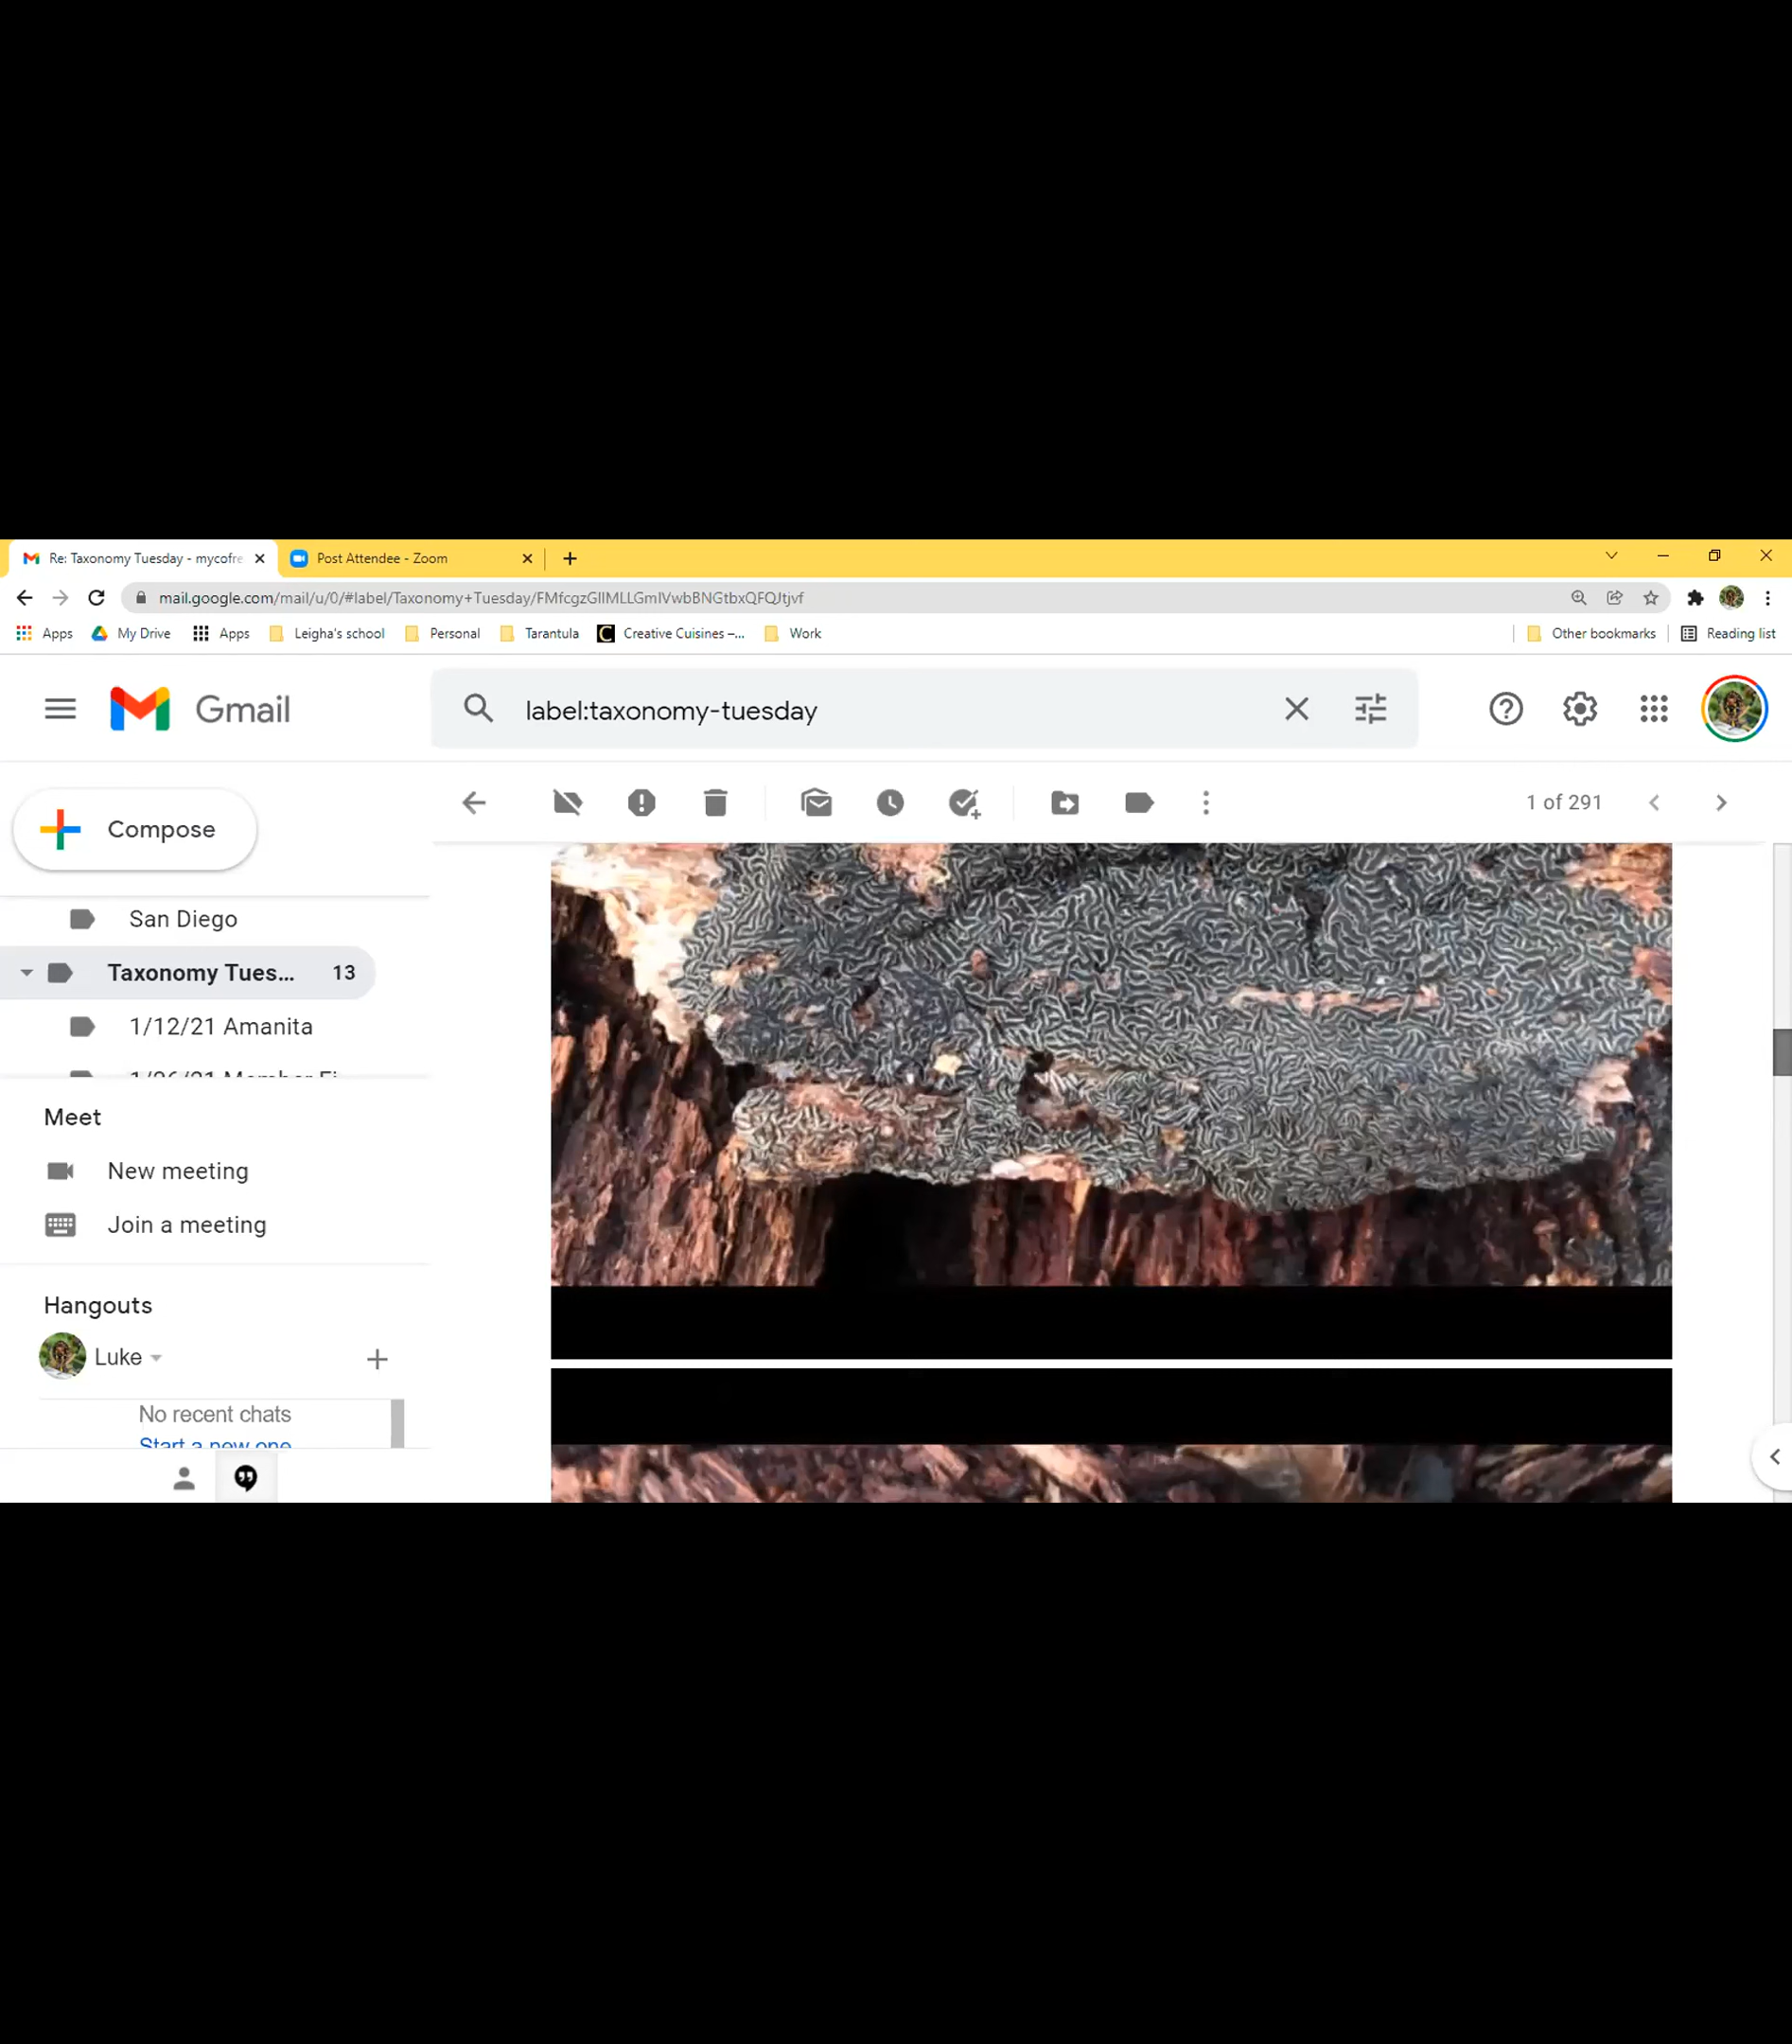 Re: Taxonomy Tuesday - mycofre
Post Attendee - Zoom
mail.google.com/mail/u/0/#label/Taxonomy+Tuesday/
Apps
My Drive
Apps
Leigha's school
Personal
Tarantula
Creative Cuisines –...
Work
Other bookmarks
Reading list
Gmail
label:taxonomy-tuesday
Compose
1 of 291
San Diego
Taxonomy Tues... 13
1/12/21 Amanita
Meet
New meeting
Join a meeting
Hangouts
Luke
No recent chats
Start a new one